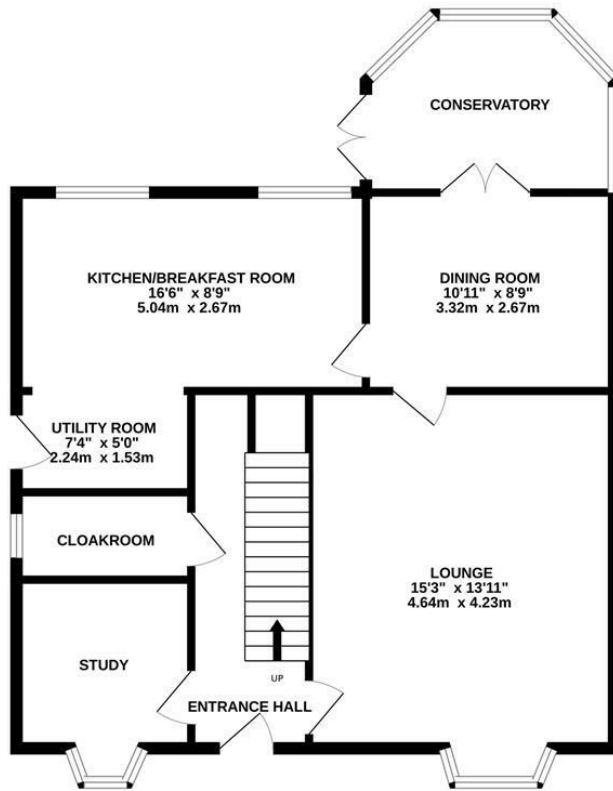 CONSERVATORY
KITCHEN/BREAKFAST ROOM
16'6" x 8'9"
5.04m x 2.67m
DINING ROOM
10'11" x 8'9"
3.32m x 2.67m
UTILITY ROOM
7'4" x 5'0"
2.24m x 1.53m
CLOAKROOM
LOUNGE
15'3" x 13'11"
4.64m x 4.23m
STUDY
UP
ENTRANCE HALL